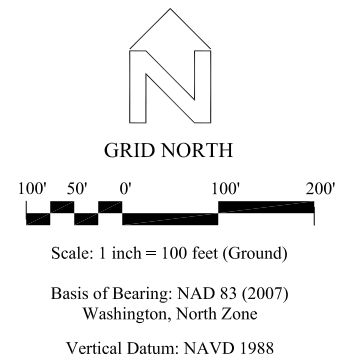 N
GRID NORTH
100' 50' 0' 100' 200'
Scale: 1 inch = 100 feet (Ground)
Basis of Bearing: NAD 83 (2007)
Washington, North Zone
Vertical Datum: NAVD 1988